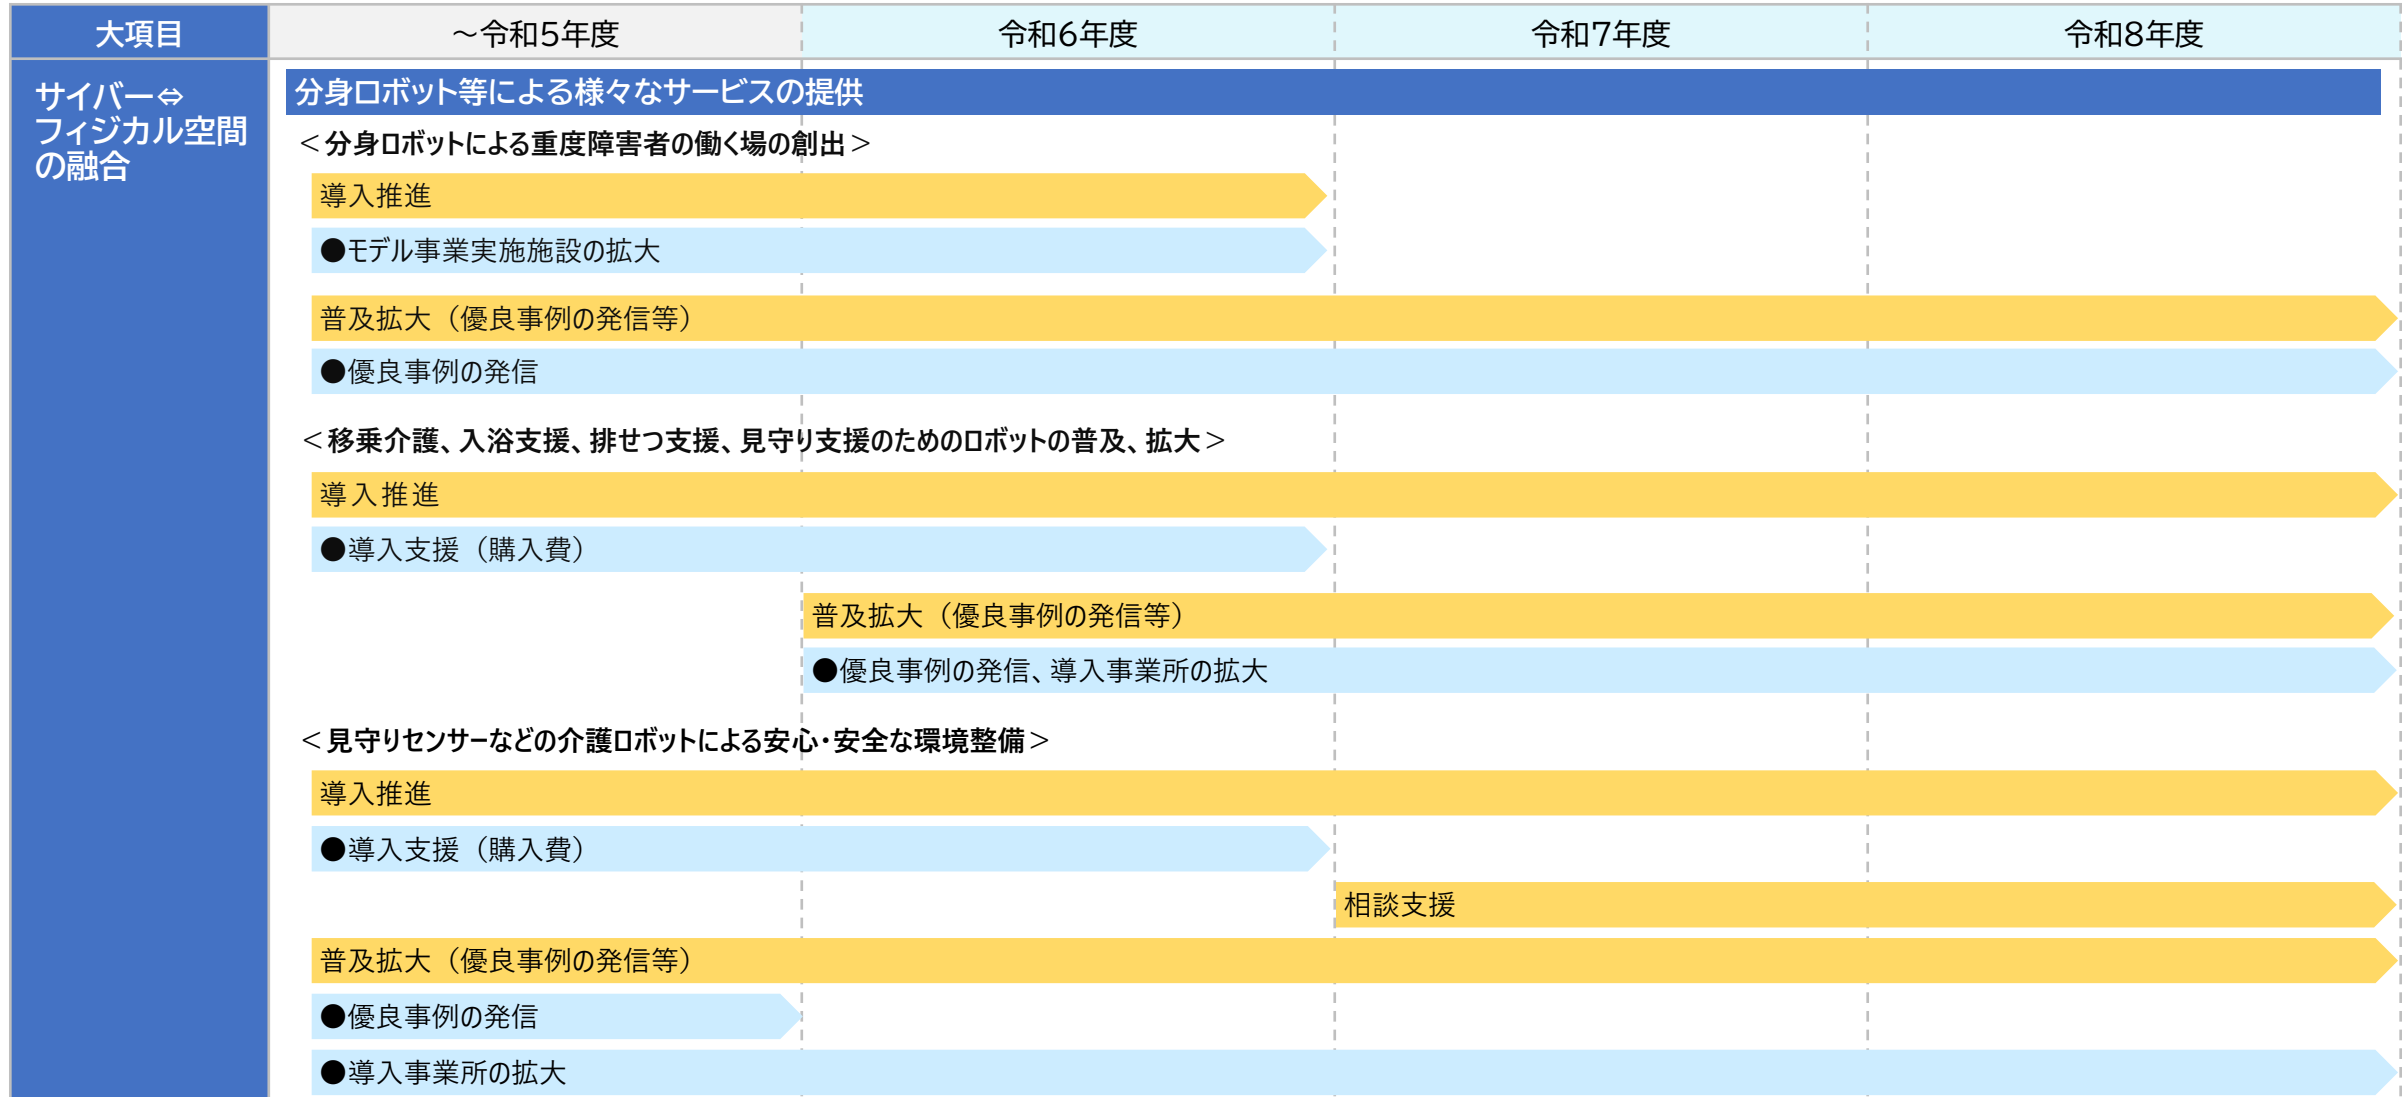 大項目
～令和5年度
令和6年度
令和7年度
令和8年度
サイバー⇔
フィジカル空間
の融合
分身ロボット等による様々なサービスの提供
＜分身ロボットによる重度障害者の働く場の創出＞
導入推進
●モデル事業実施施設の拡大
普及拡大（優良事例の発信等）
●優良事例の発信
＜移乗介護、入浴支援、排せつ支援、見守り支援のためのロボットの普及、拡大＞
導入推進
●導入支援（購入費）
普及拡大（優良事例の発信等）
●優良事例の発信、導入事業所の拡大
＜見守りセンサーなどの介護ロボットによる安心・安全な環境整備＞
導入推進
●導入支援（購入費）
相談支援
普及拡大（優良事例の発信等）
●優良事例の発信
●導入事業所の拡大